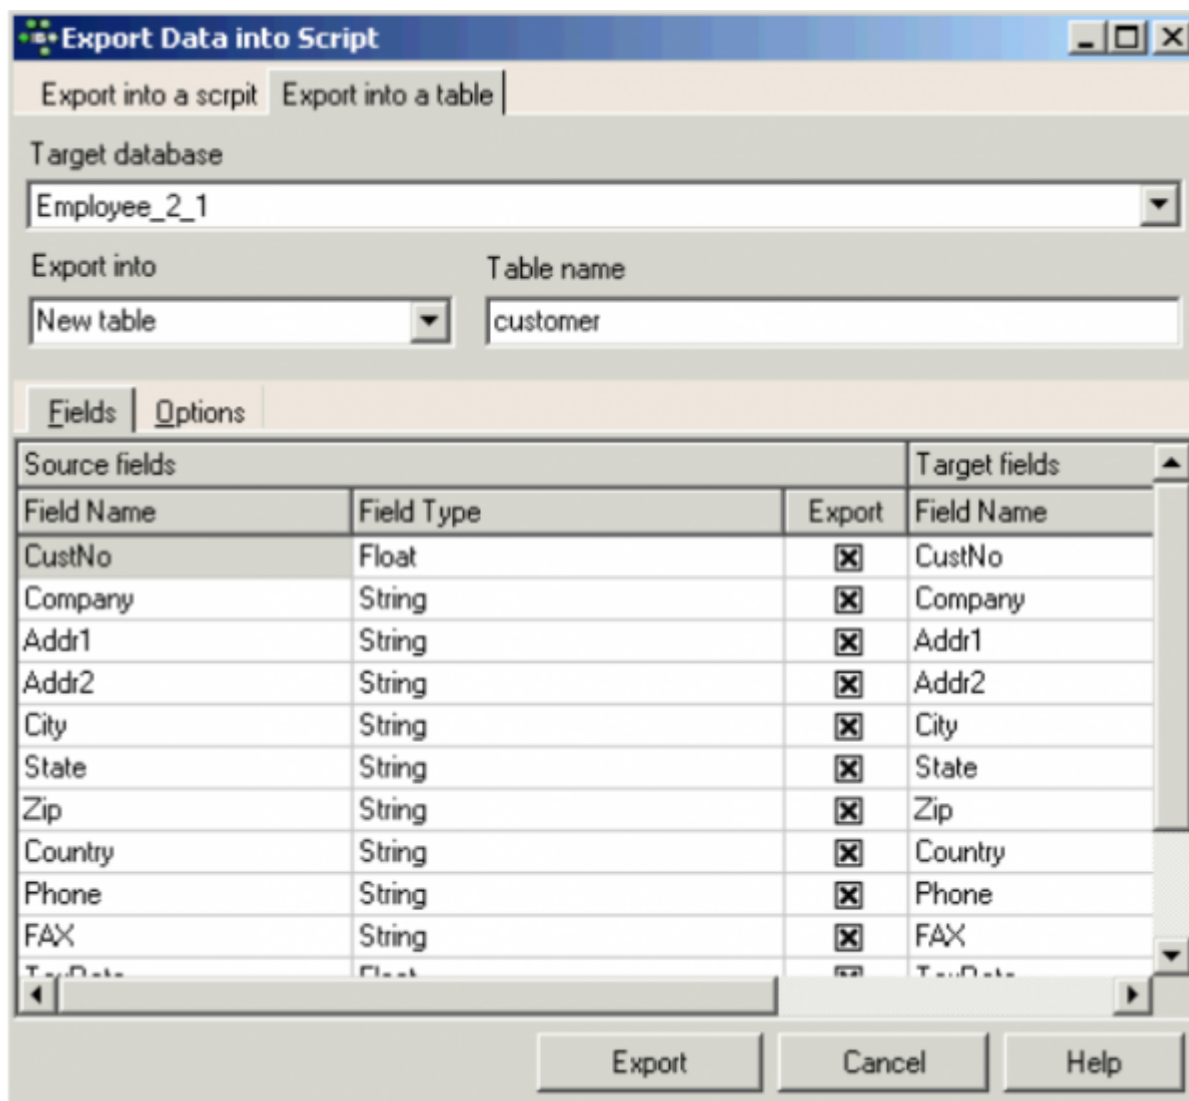 Export Data into Script
Export into a scrpit Export into a table
Target database
Employee_2_1
Export into Table name
New table customer
Fields Options
Source fields Target fields
Field Name Field Type Export Field Name
CustNo Float CustNo
Company String Company
Addr1 String Addr1
Addr2 String Addr2
City String City
State String State
Zip String Zip
Country String Country
Phone String Phone
FAX String FAX
Export Cancel Help